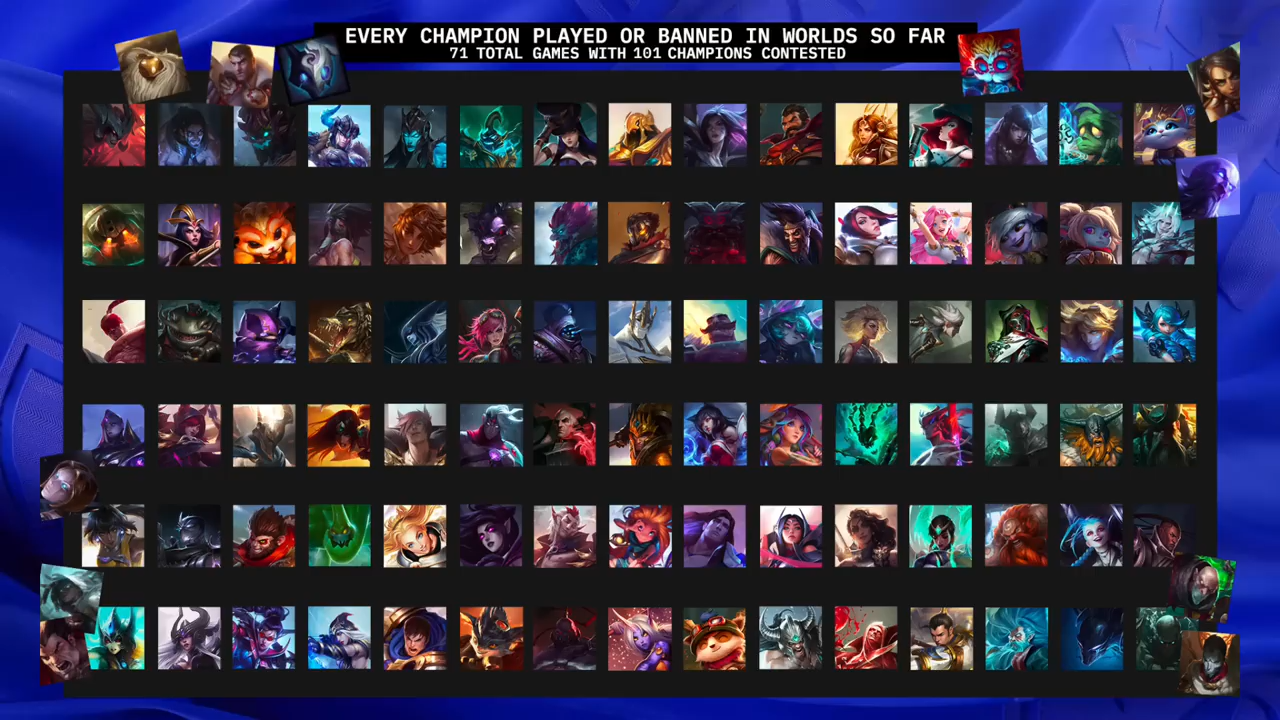 EVERY CHAMPION PLAYED OR BANNED IN WORLDS SO FAR
71 TOTAL GAMES WITH 101 CHAMPIONS CONTESTED